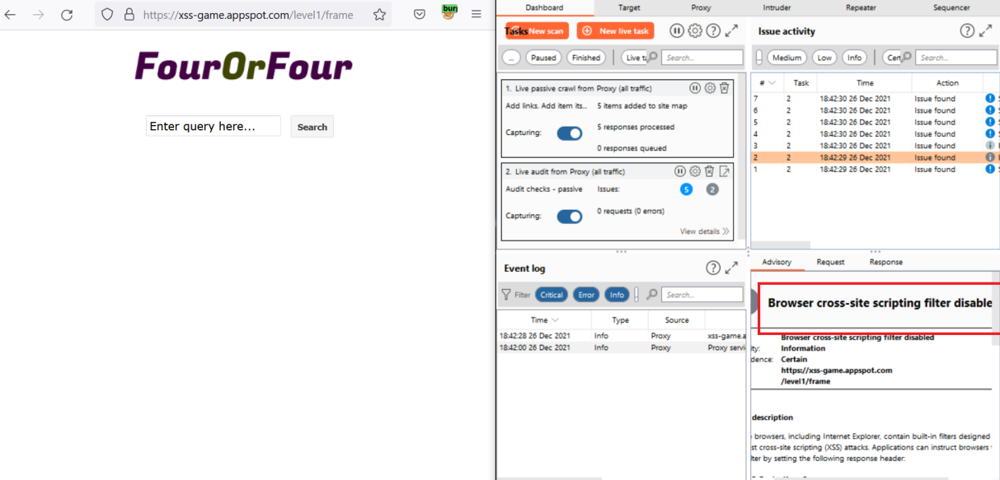 burp
https://xss-game.appspot.com/level1/frame
FourOrFour
Enter query here...
Search
Dashboard
Target
Proxy
Intruder
Repeater
Sequencer
Tasks
New scan
New live task
...
Paused
Finished
Live t
Search...
1. Live passive crawl from Proxy (all traffic)
Add links. Add item its... 5 items added to site map
Capturing:
5 responses processed
0 responses queued
2. Live audit from Proxy (all traffic)
Audit checks - passive
Issues:
5
2
Capturing:
0 requests (0 errors)
View details
Issue activity
Medium
Low
Info
Cert
Search...
# Task Time Action
7 2 18:42:30 26 Dec 2021 Issue found
6 2 18:42:30 26 Dec 2021 Issue found
5 2 18:42:30 26 Dec 2021 Issue found
4 2 18:42:30 26 Dec 2021 Issue found
3 2 18:42:30 26 Dec 2021 Issue found
2 2 18:42:29 26 Dec 2021 Issue found
1 2 18:42:29 26 Dec 2021 Issue found
Event log
Filter
Critical
Error
Info
Search...
Time Type Source
18:42:28 26 Dec 2021 Info Proxy xss-game.a
18:42:00 26 Dec 2021 Info Proxy Proxy servi
Advisory
Request
Response
Browser cross-site scripting filter disable
Browser cross-site scripting filter disabled
ity: Information
dence: Certain
https://xss-game.appspot.com
/level1/frame
description
browsers, including Internet Explorer, contain built-in filters designed
st cross-site scripting (XSS) attacks. Applications can instruct browsers
lter by setting the following response header: